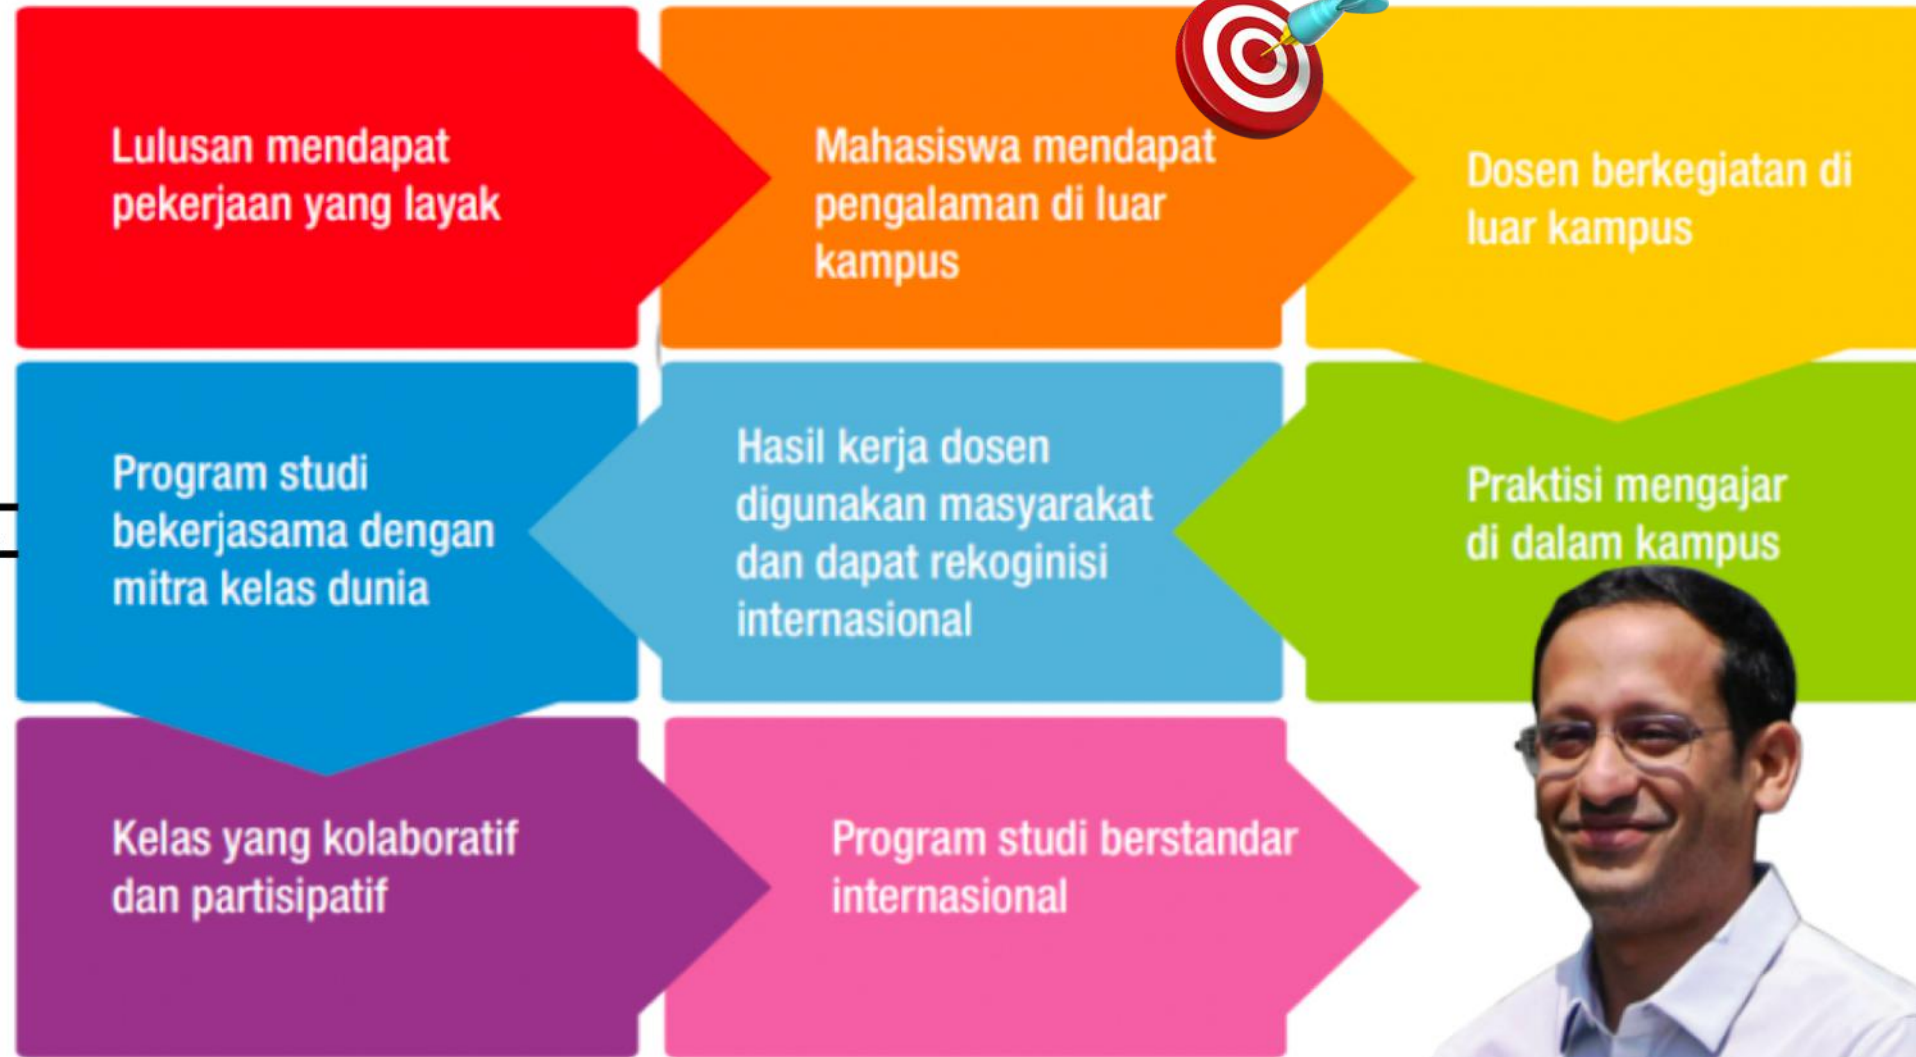 Lulusan mendapat
pekerjaan yang layak
Mahasiswa mendapat
pengalaman di luar
kampus
Dosen berkegiatan di
luar kampus
Praktisi mengajar
di dalam kampus
Hasil kerja dosen
digunakan masyarakat
dan dapat rekoginisi
internasional
Program studi
bekerjasama dengan
mitra kelas dunia
Kelas yang kolaboratif
dan partisipatif
Program studi berstandar
internasional